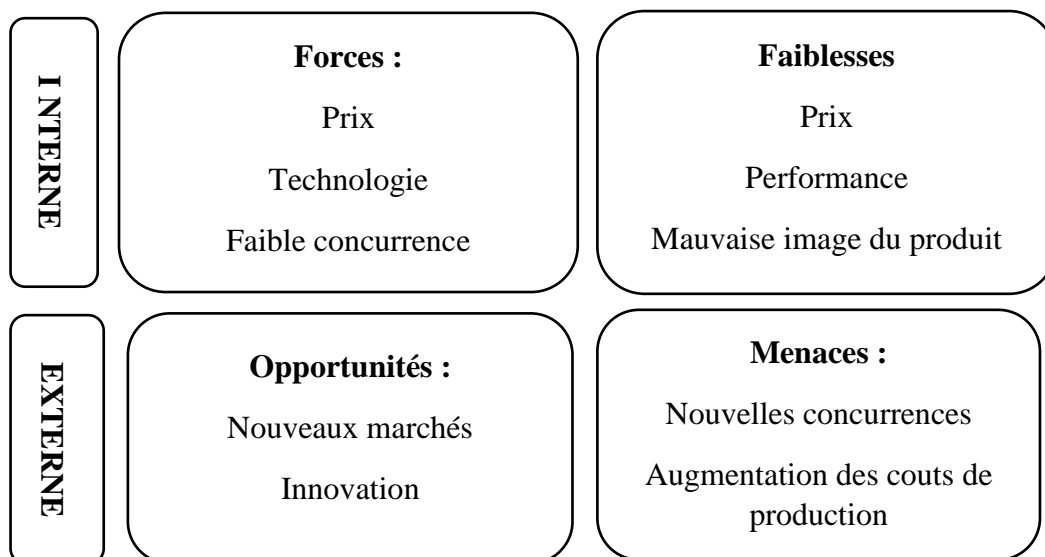 I NTERNE
Forces :
Prix
Technologie
Faible concurrence
Faiblesses
Prix
Performance
Mauvaise image du produit
EXTERNE
Opportunités :
Nouveaux marchés
Innovation
Menaces :
Nouvelles concurrences
Augmentation des couts de
production